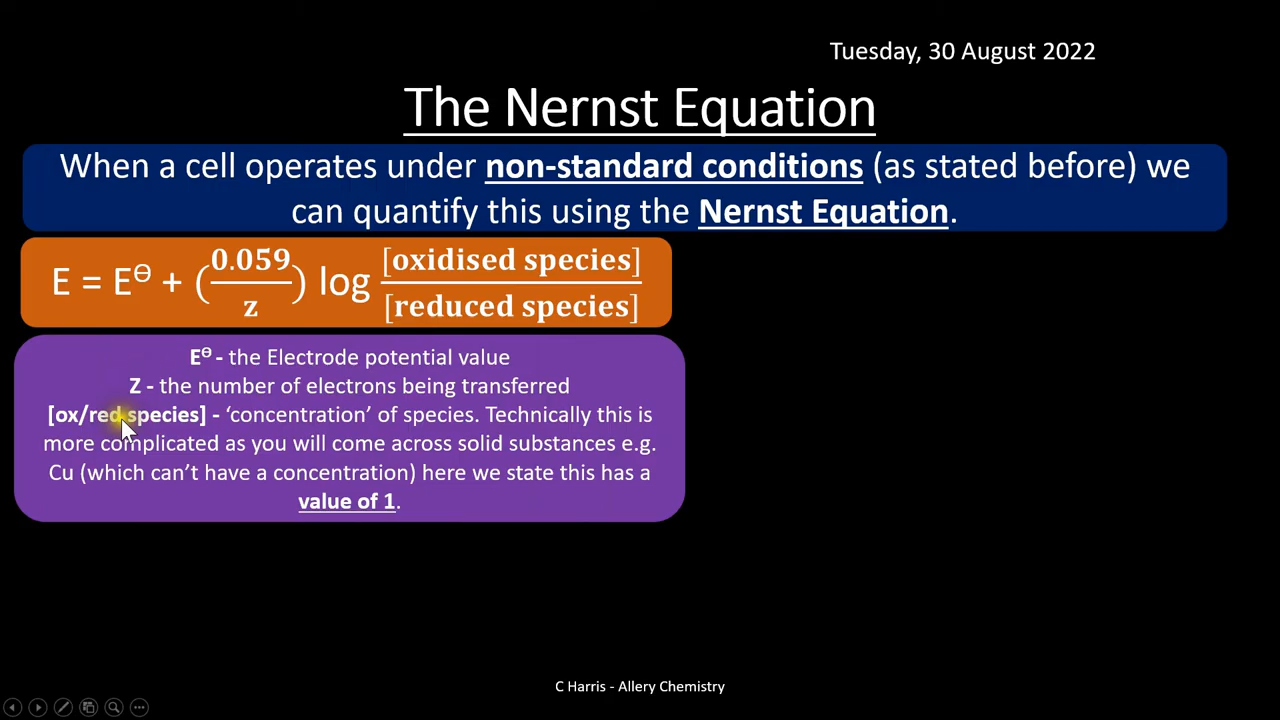 Tuesday, 30 August 2022
The Nernst Equation
When a cell operates under non-standard conditions (as stated before) we
can quantify this using the Nernst Equation.
E = E⊖ + (0.059/z) log [oxidised species]/[reduced species]
E⊖ - the Electrode potential value
Z - the number of electrons being transferred
[ox/red species] - ‘concentration’ of species. Technically this is
more complicated as you will come across solid substances e.g.
Cu (which can’t have a concentration) here we state this has a
value of 1.
C Harris - Allery Chemistry